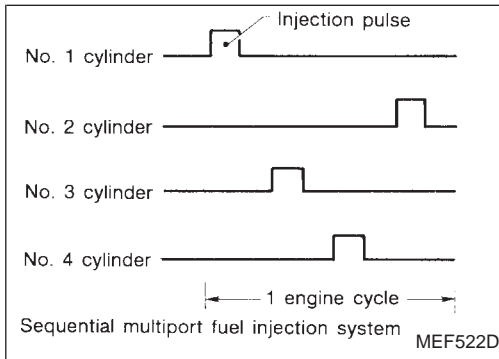 Injection pulse
No. 1 cylinder
No. 2 cylinder
No. 3 cylinder
No. 4 cylinder
1 engine cycle
Sequential multiport fuel injection system
MEF522D